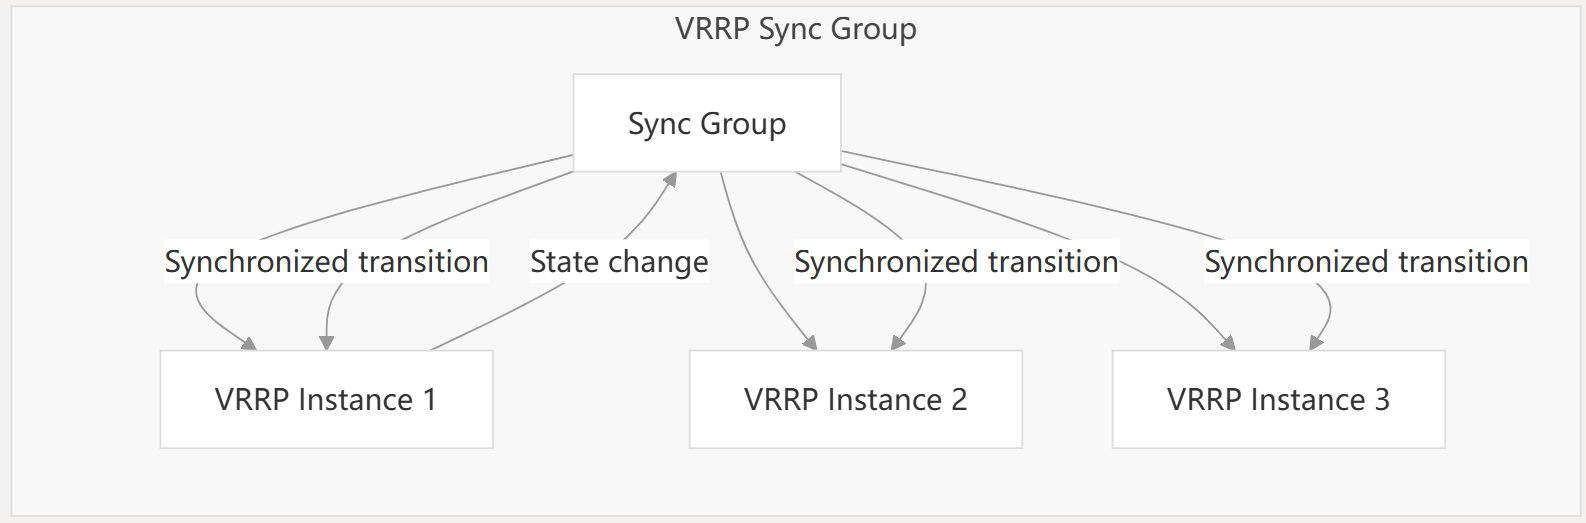 VRRP Sync Group
Sync Group
Synchronized transition
State change
Synchronized transition
Synchronized transition
VRRP Instance 1
VRRP Instance 2
VRRP Instance 3